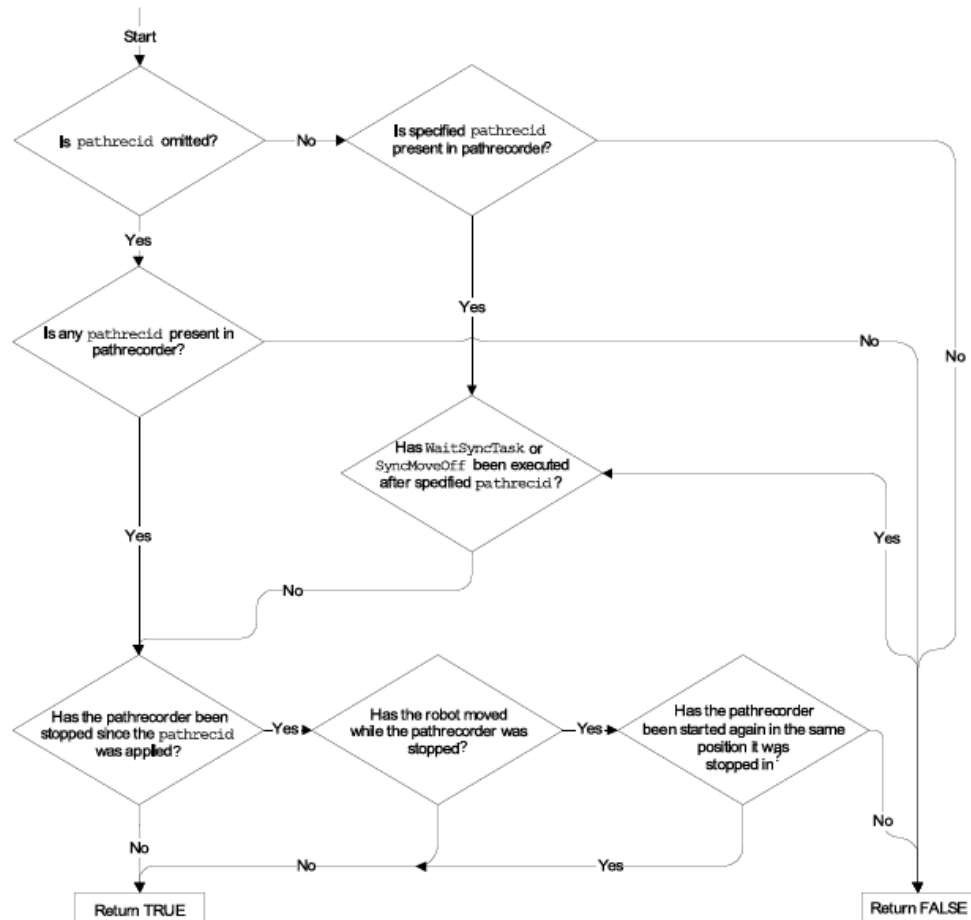 Start
Is pathrecid omitted?
No
Is specified pathrecid
present in pathrecorder?
Yes
Is any pathrecid present in
pathrecorder?
Yes
No
No
Has WaitSyncTask or
SyncMoveOff been executed
after specified pathrecid?
Yes
Yes
No
Has the pathrecorder been
stopped since the pathrecid
was applied?
Yes
Has the robot moved
while the pathrecorder was
stopped?
Yes
Has the pathrecorder
been started again in the same
position it was
stopped in?
No
No
No
Yes
Return TRUE
Return FALSE